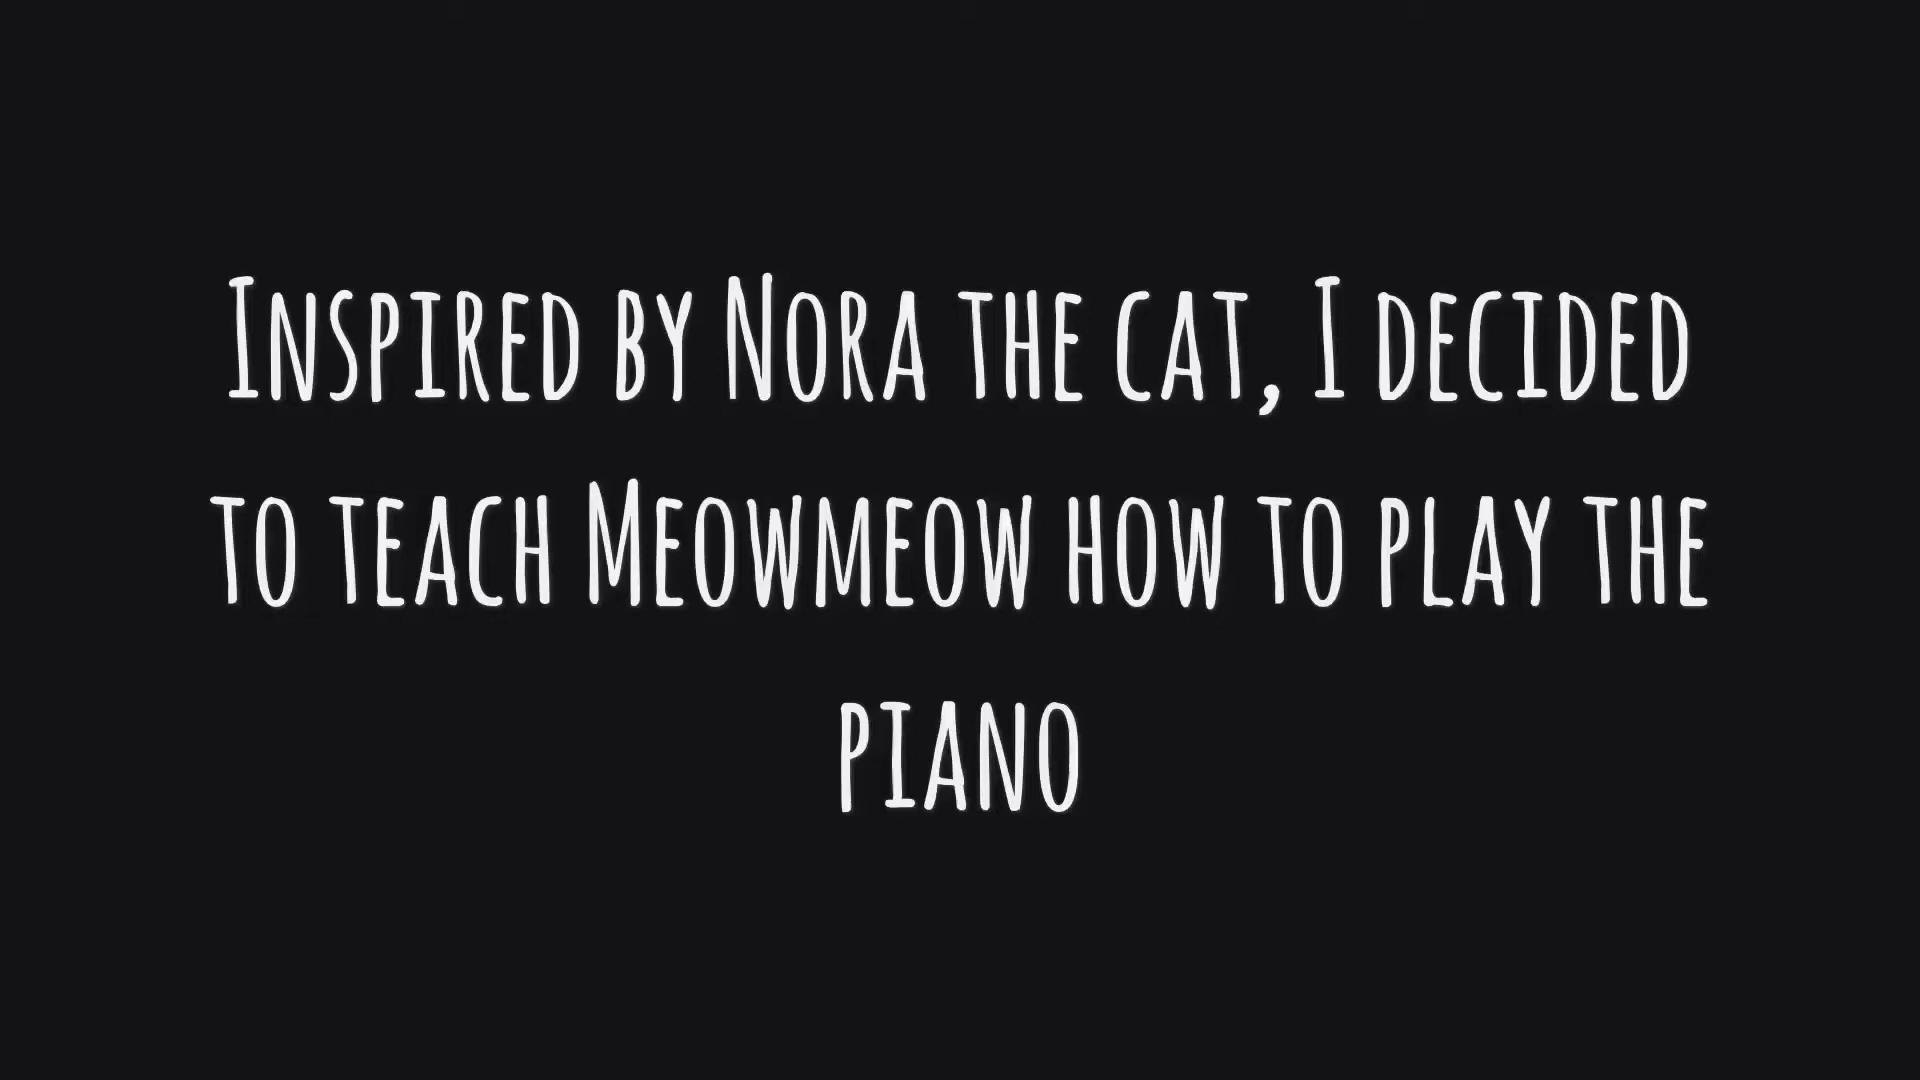 Inspired by Nora the cat, I decided
to teach Meowmeow how to play the
piano